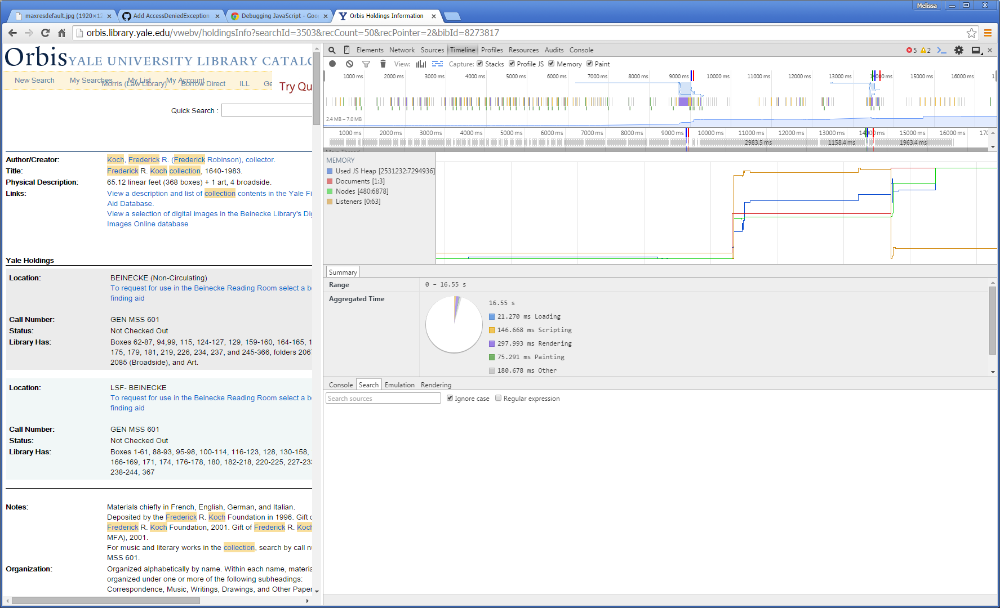 Melissa
maxresdefault.jpg (1920×12
Add AccessDeniedException
Debugging JavaScript - Goo
Orbis Holdings Information
orbis.library.yale.edu/vwebv/holdingsInfo?searchId=3503&recCount=50&recPointer=2&bibId=8273817
Orbis YALE UNIVERSITY LIBRARY CATALO
New Search My Searches My List My Account
Morris (Law Library) Borrow Direct ILL Ge
Try Qu
Quick Search :
Author/Creator: Koch, Frederick R. (Frederick Robinson), collector.
Title: Frederick R. Koch collection, 1640-1983.
Physical Description: 65.12 linear feet (368 boxes) + 1 art, 4 broadside.
Links: View a description and list of collection contents in the Yale Fi
Aid Database.
View a selection of digital images in the Beinecke Library's Dig
Images Online database
Yale Holdings
Location: BEINECKE (Non-Circulating)
To request for use in the Beinecke Reading Room select a bo
finding aid
Call Number: GEN MSS 601
Status: Not Checked Out
Library Has: Boxes 62-87, 94,99, 115, 124-127, 129, 159-160, 164-165, 1
175, 179, 181, 219, 226, 234, 237, and 245-366, folders 2067
2085 (Broadside), and Art.
Location: LSF- BEINECKE
To request for use in the Beinecke Reading Room select a bo
finding aid
Call Number: GEN MSS 601
Status: Not Checked Out
Library Has: Boxes 1-61, 88-93, 95-98, 100-114, 116-123, 128, 130-158,
166-169, 171, 174, 176-178, 180, 182-218, 220-225, 227-233
238-244, 367
Notes: Materials chiefly in French, English, German, and Italian.
Deposited by the Frederick R. Koch Foundation in 1996. Gift o
Frederick R. Koch Foundation, 2001. Gift of Frederick R. Koch
MFA), 2001.
For music and literary works in the collection, search by call nu
MSS 601.
Organization: Organized alphabetically by name. Within each name, materia
organized under one or more of the following subheadings:
Correspondence, Music, Writings, Drawings, and Other Paper
Elements Network Sources Timeline Profiles Resources Audits Console
5 2
View: Capture: Stacks Profile JS Memory Paint
1000 ms 2000 ms 3000 ms 4000 ms 5000 ms 6000 ms 7000 ms 8000 ms 9000 ms 10000 ms 11000 ms 12000 ms 13000 ms 14000 ms 15000 ms 16000 ms 1
2.4 MB – 7.0 MB
1000 ms 2000 ms 3000 ms 4000 ms 5000 ms 6000 ms 7000 ms 8000 ms 9000 ms 10000 ms 11000 ms 12000 ms 13000 ms 14000 ms 15000 ms 16000 ms 170
2983.5 ms 1158.4 ms 1963.4 ms
Main Thread
MEMORY
Used JS Heap [2531232:7294936]
Documents [1:3]
Nodes [480:6878]
Listeners [0:63]
Summary
Range 0 – 16.55 s
Aggregated Time
16.55 s
21.270 ms Loading
146.668 ms Scripting
297.993 ms Rendering
75.291 ms Painting
180.678 ms Other
Console Search Emulation Rendering
Search sources Ignore case Regular expression